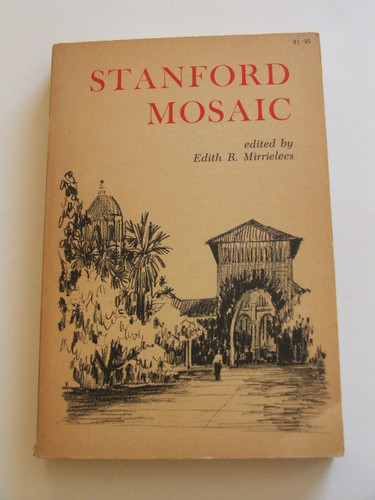 $1.95
STANFORD
MOSAIC
edited by
Edith R. Mirrielees